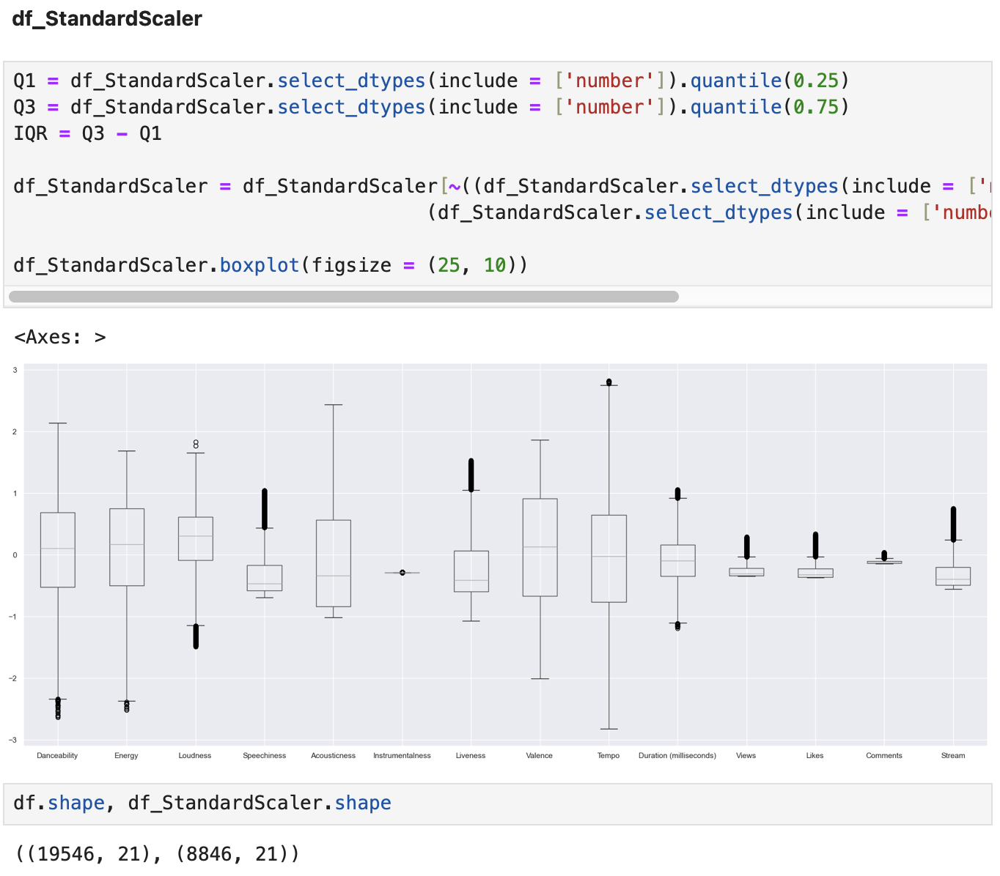 df_StandardScaler
Q1 = df_StandardScaler.select_dtypes(include = ['number']).quantile(0.25)
Q3 = df_StandardScaler.select_dtypes(include = ['number']).quantile(0.75)
IQR = Q3 - Q1
df_StandardScaler = df_StandardScaler[~((df_StandardScaler.select_dtypes(include = ['
(df_StandardScaler.select_dtypes(include = ['numb
df_StandardScaler.boxplot(figsize = (25, 10))
<Axes: >
3
2
1
0
−1
−2
−3
Danceability Energy Loudness Speechiness Acousticness Instrumentalness Liveness Valence Tempo Duration (milliseconds) Views Likes Comments Stream
df.shape, df_StandardScaler.shape
((19546, 21), (8846, 21))